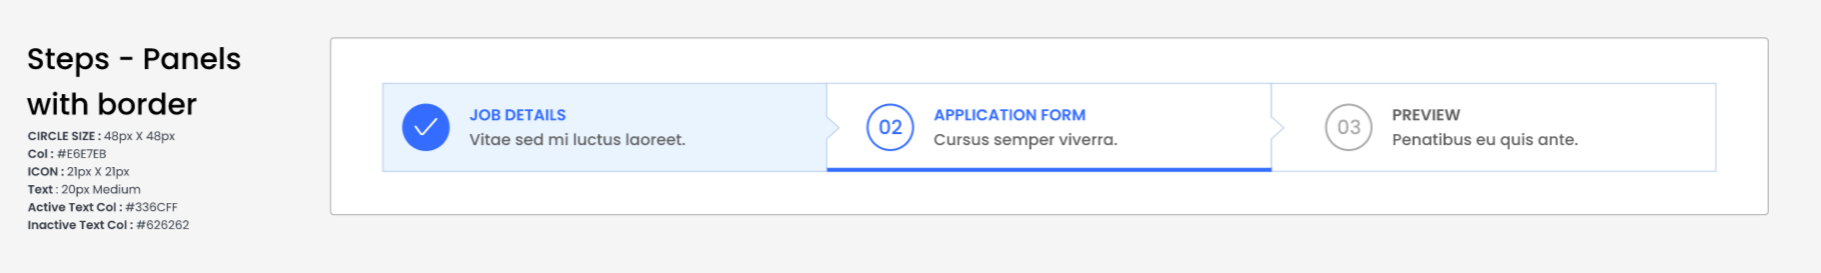 Steps - Panels
with border
CIRCLE SIZE : 48px X 48px
Col : #E6E7EB
ICON : 21px X 21px
Text : 20px Medium
Active Text Col : #336CFF
Inactive Text Col : #626262
JOB DETAILS
Vitae sed mi luctus laoreet.
02
APPLICATION FORM
Cursus semper viverra.
03
PREVIEW
Penatibus eu quis ante.